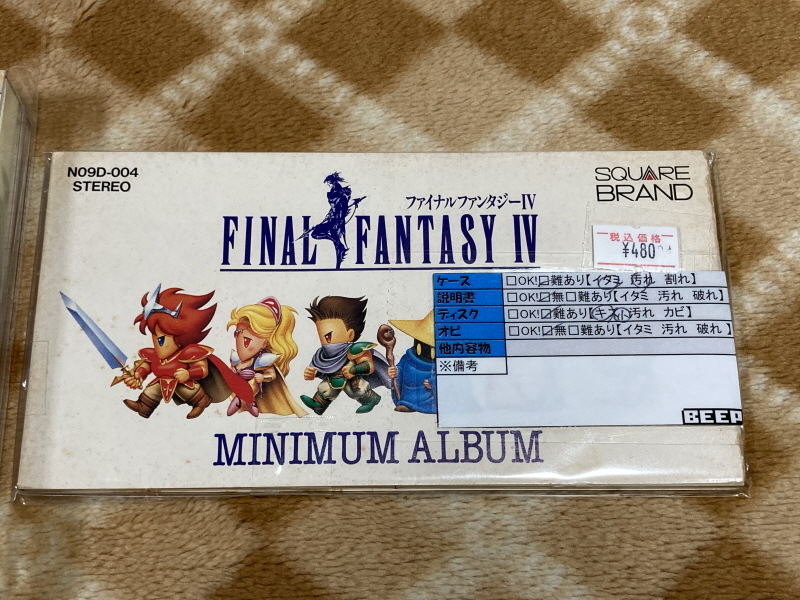 N09D-004
STEREO
SQUARE
BRAND
ファイナルファンタジーIV
FINAL FANTASY IV
税込価格
¥480
ケース □OK!☑難あり【イタミ 汚れ 割れ】
説明書 □OK!☑無□難あり【イタミ 汚れ 破れ】
ディスク □OK!☑難あり【キズ 汚れ カビ】
オビ □OK!☑無□難あり【イタミ 汚れ 破れ】
他内容物
※備考
BEEP
MINIMUM ALBUM